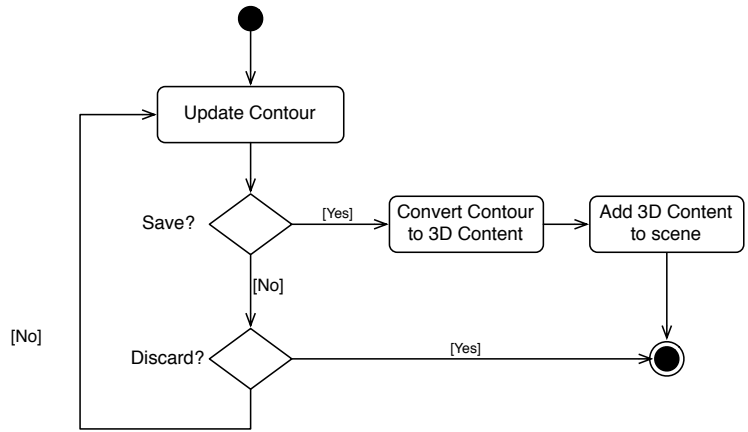 Update Contour
Save?
[Yes]
Convert Contour
to 3D Content
Add 3D Content
to scene
[No]
[No]
Discard?
[Yes]